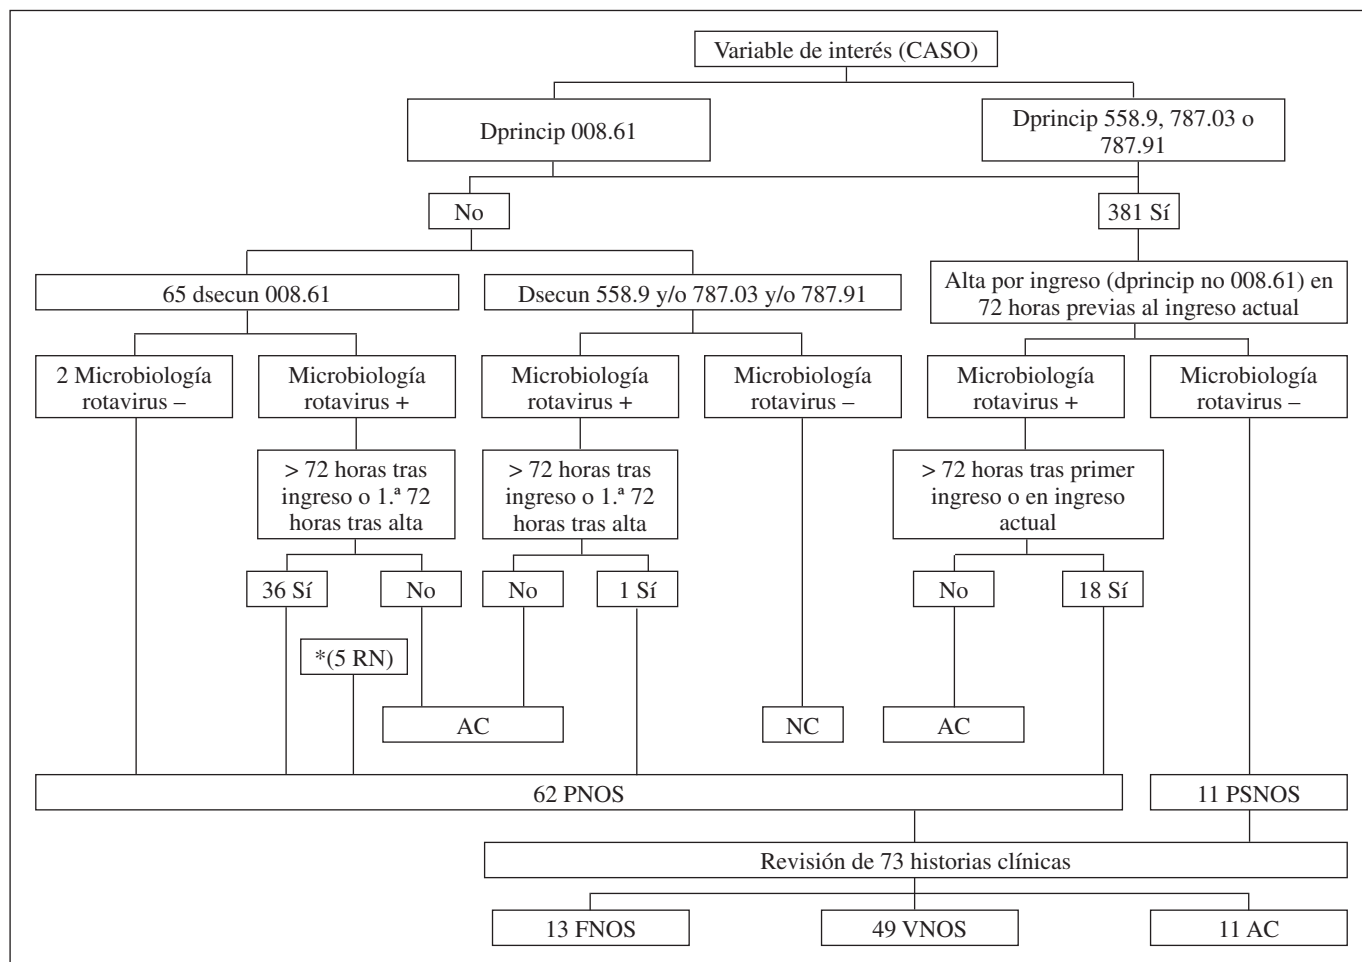 Variable de interés (CASO)
Dprincip 008.61
Dprincip 558.9, 787.03 o
787.91
No
381 Sí
65 dsecun 008.61
Dsecun 558.9 y/o 787.03 y/o 787.91
Alta por ingreso (dprincip no 008.61) en
72 horas previas al ingreso actual
2 Microbiología
rotavirus –
Microbiología
rotavirus +
Microbiología
rotavirus +
Microbiología
rotavirus –
Microbiología
rotavirus +
Microbiología
rotavirus –
> 72 horas tras
ingreso o 1.ª 72
horas tras alta
> 72 horas tras
ingreso o 1.ª 72
horas tras alta
> 72 horas tras primer
ingreso o en ingreso
actual
36 Sí
No
No
1 Sí
No
18 Sí
*(5 RN)
AC
NC
AC
62 PNOS
11 PSNOS
Revisión de 73 historias clínicas
13 FNOS
49 VNOS
11 AC